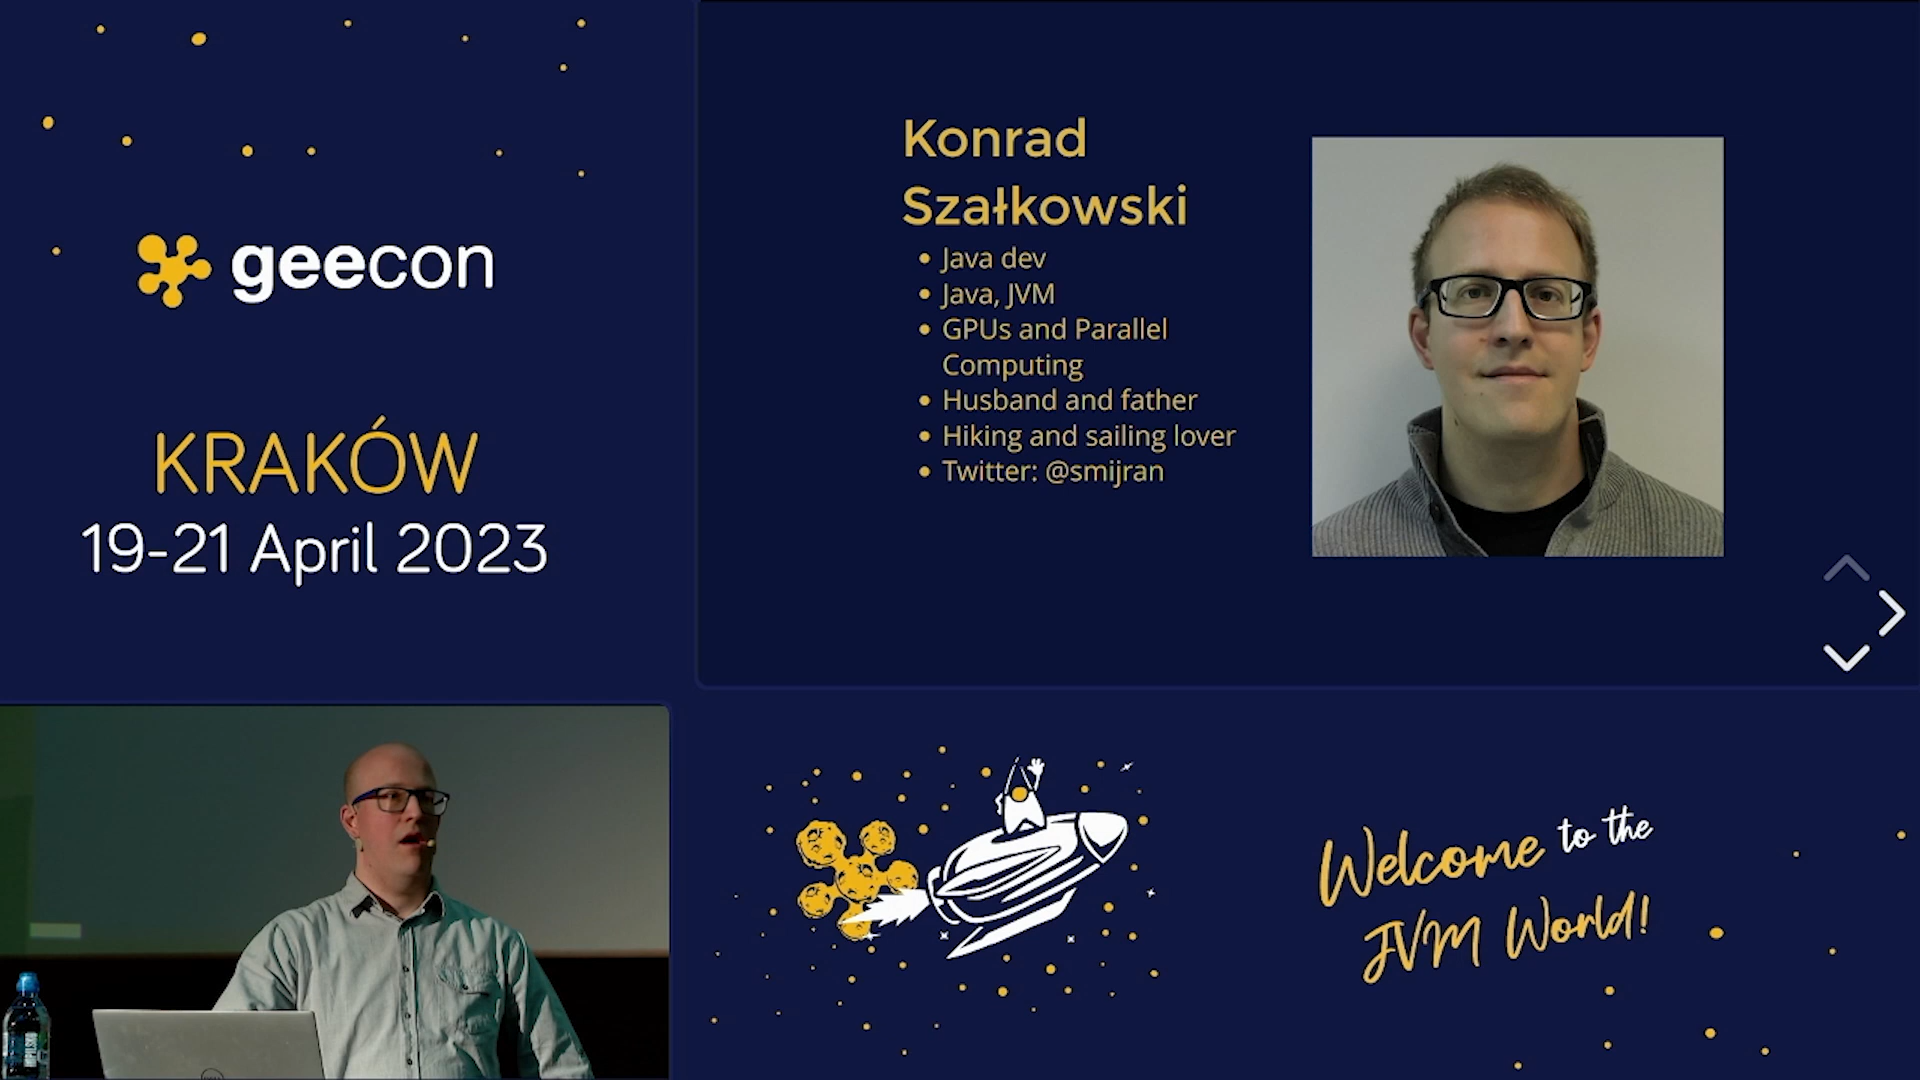 geecon
KRAKÓW
19-21 April 2023
Konrad
Szałkowski
Java dev
Java, JVM
GPUs and Parallel
Computing
Husband and father
Hiking and sailing lover
Twitter: @smijran
Welcome to the
JVM World!